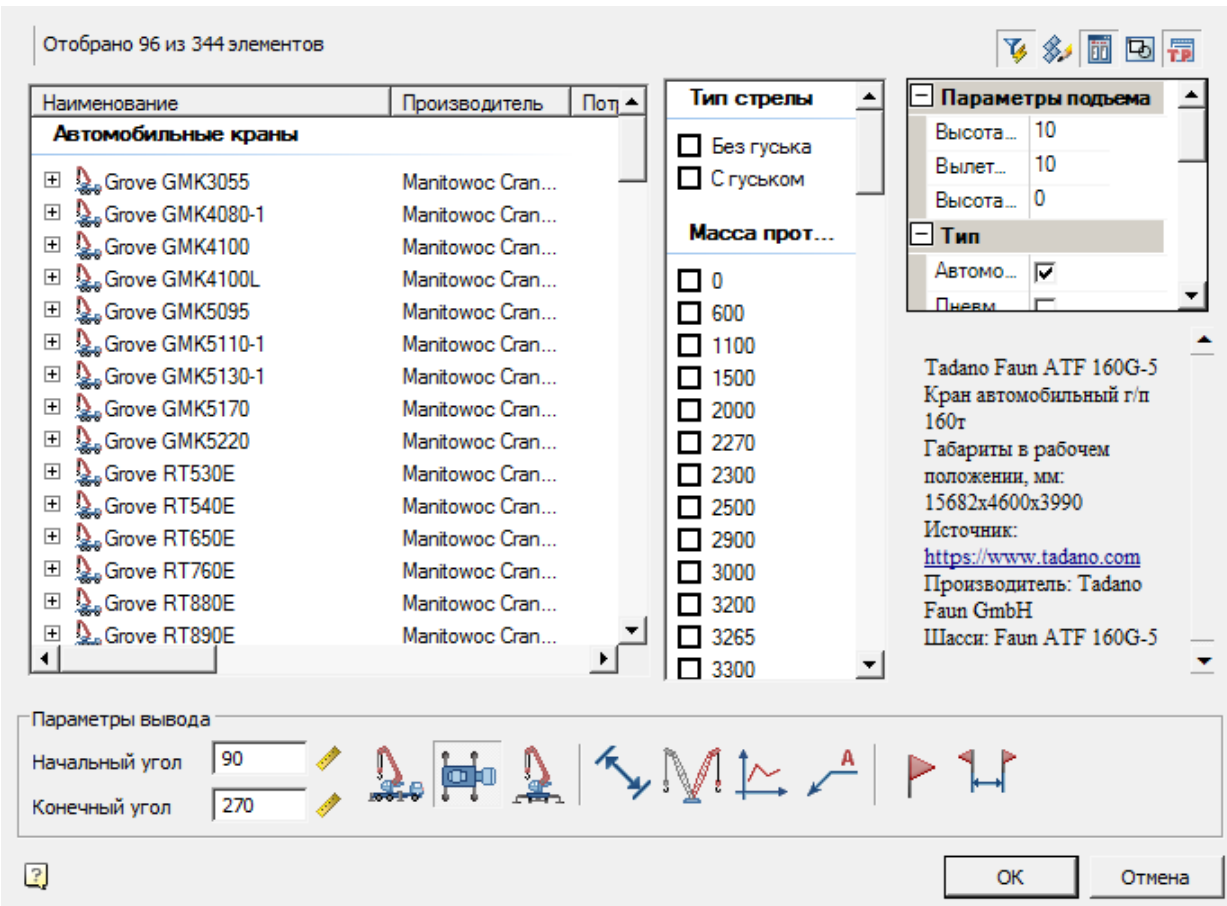 Отобрано 96 из 344 элементов
Наименование Производитель Пот
Автомобильные краны
Grove GMK3055 Manitowoc Cran...
Grove GMK4080-1 Manitowoc Cran...
Grove GMK4100 Manitowoc Cran...
Grove GMK4100L Manitowoc Cran...
Grove GMK5095 Manitowoc Cran...
Grove GMK5110-1 Manitowoc Cran...
Grove GMK5130-1 Manitowoc Cran...
Grove GMK5170 Manitowoc Cran...
Grove GMK5220 Manitowoc Cran...
Grove RT530E Manitowoc Cran...
Grove RT540E Manitowoc Cran...
Grove RT650E Manitowoc Cran...
Grove RT760E Manitowoc Cran...
Grove RT880E Manitowoc Cran...
Grove RT890E Manitowoc Cran...
Тип стрелы
Без гуська
С гуськом
Масса прот...
0
600
1100
1500
2000
2270
2300
2500
2900
3000
3200
3265
3300
T.P
Параметры подъема
Высота... 10
Вылет... 10
Высота... 0
Тип
Автомо...
Пневм
Tadano Faun ATF 160G-5
Кран автомобильный г/п
160т
Габариты в рабочем
положении, мм:
15682x4600x3990
Источник:
https://www.tadano.com
Производитель: Tadano
Faun GmbH
Шасси: Faun ATF 160G-5
Параметры вывода
Начальный угол 90
Конечный угол 270
A
?
OK Отмена